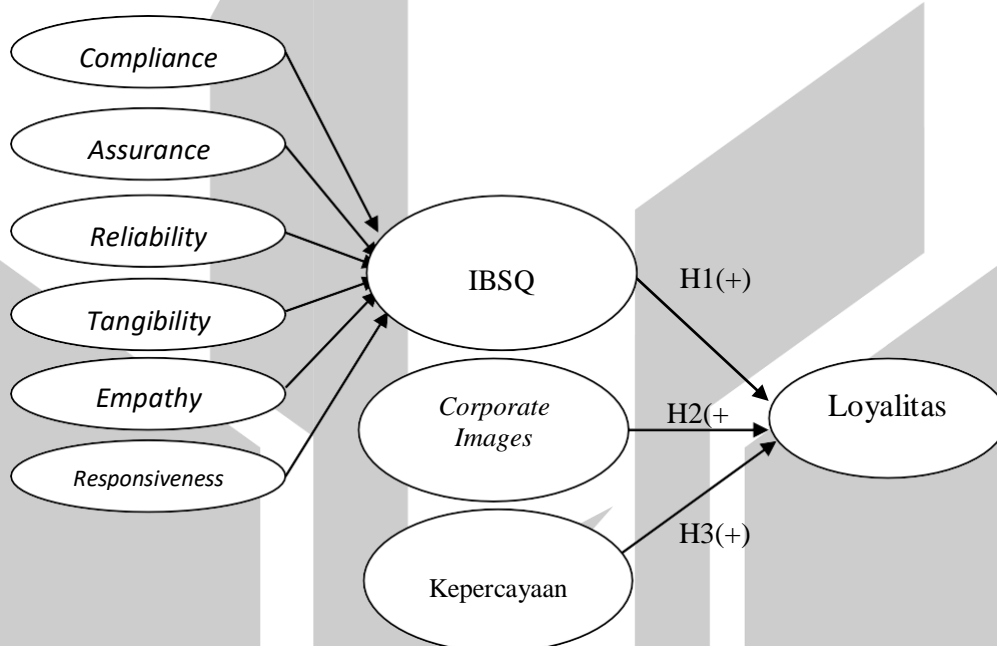 Compliance
Assurance
Reliability
Tangibility
Empathy
Responsiveness
IBSQ
Corporate
Images
Kepercayaan
H1(+)
H2(+
H3(+)
Loyalitas